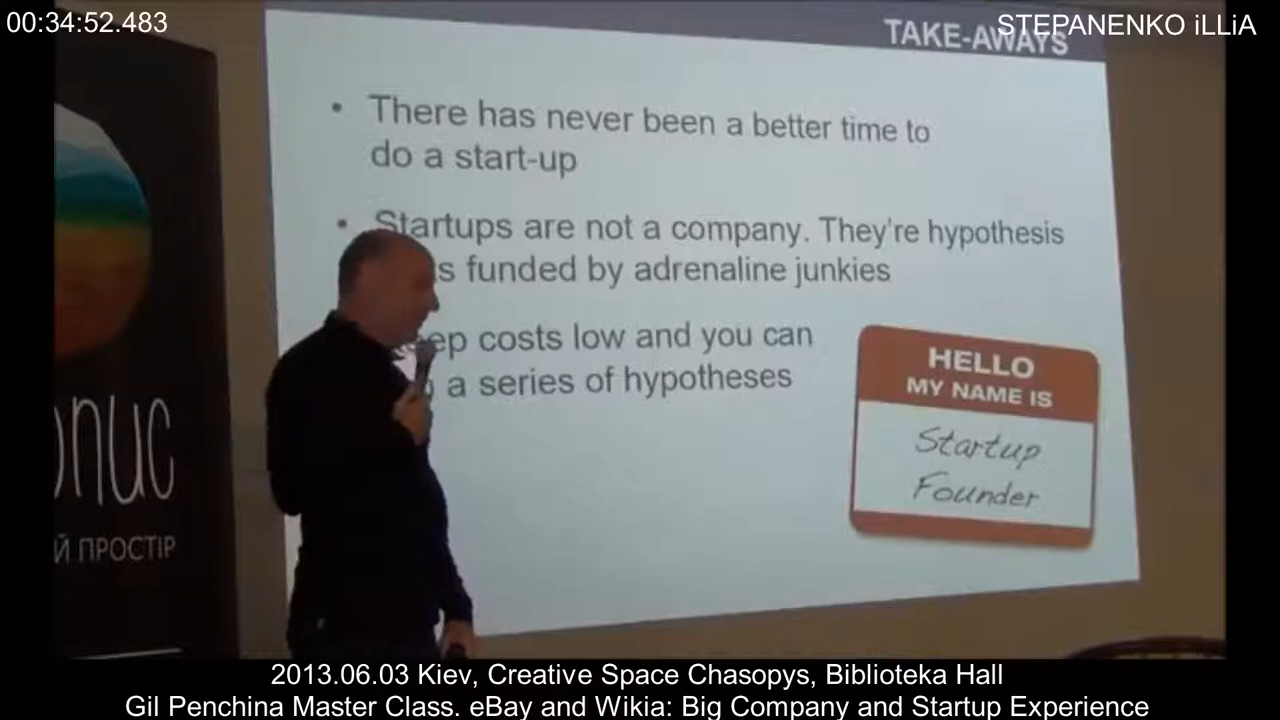 00:34:52.483
STEPANENKO iLLiA
TAKE-AWAYS
• There has never been a better time to
do a start-up
• Startups are not a company. They're hypothesis
funded by adrenaline junkies
costs low and you can
a series of hypotheses
HELLO
MY NAME IS
Startup
Founder
Й ПРОСТІР
2013.06.03 Kiev, Creative Space Chasopys, Biblioteka Hall
Gil Penchina Master Class. eBay and Wikia: Big Company and Startup Experience